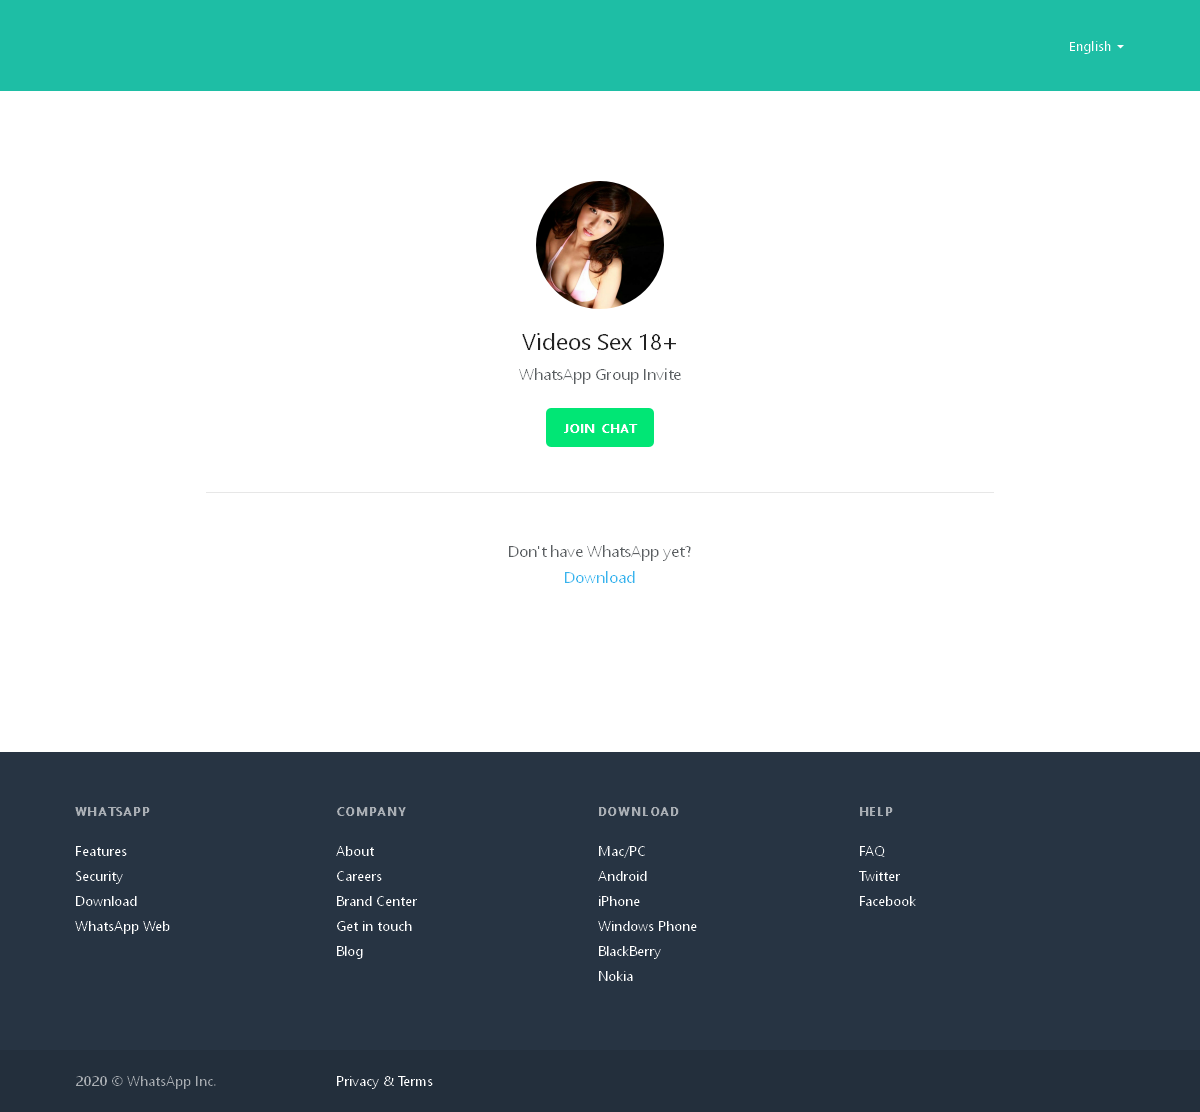 English
Videos Sex 18+
WhatsApp Group Invite
JOIN CHAT
Don't have WhatsApp yet?
Download
WHATSAPP
Features
Security
Download
WhatsApp Web
COMPANY
About
Careers
Brand Center
Get in touch
Blog
DOWNLOAD
Mac/PC
Android
iPhone
Windows Phone
BlackBerry
Nokia
HELP
FAQ
Twitter
Facebook
2020 © WhatsApp Inc.
Privacy & Terms